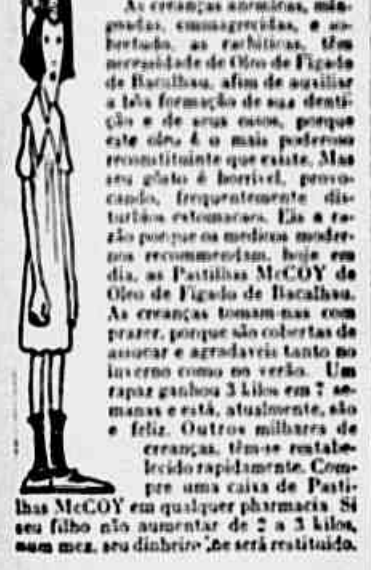 As creanças anemicas, min-
guadas, emmagrecidas, e so-
bretudo, as rachiticas, têm
necessidade de Oleo de Figado
de Bacalhau, afim de auxiliar
a bôa formação de sua denti-
ção e de seus ossos, porque
este oleo é o mais poderoso
reconstituinte que existe. Mas
seu gôsto é horrivel, provo-
cando, frequentemente dis-
turbios estomacaes. Eis a ra-
zão porque os medicos moder-
nos recommendam, hoje em
dia, as Pastilhas McCOY de
Oleo de Figado de Bacalhau.
As creanças tomam-nas com
prazer, porque são cobertas de
assucar e agradaveis tanto no
inverno como no verão. Um
rapaz ganhou 3 kilos em 7 se-
manas e está, atualmente, são
e feliz. Outros milhares de
creanças, têm-se restabe-
lecido rapidamente. Com-
pre uma caixa de Pasti-
lhas McCOY em qualquer pharmacia Si
seu filho não aumentar de 2 a 3 kilos,
num mez, seu dinheiro será restituido.